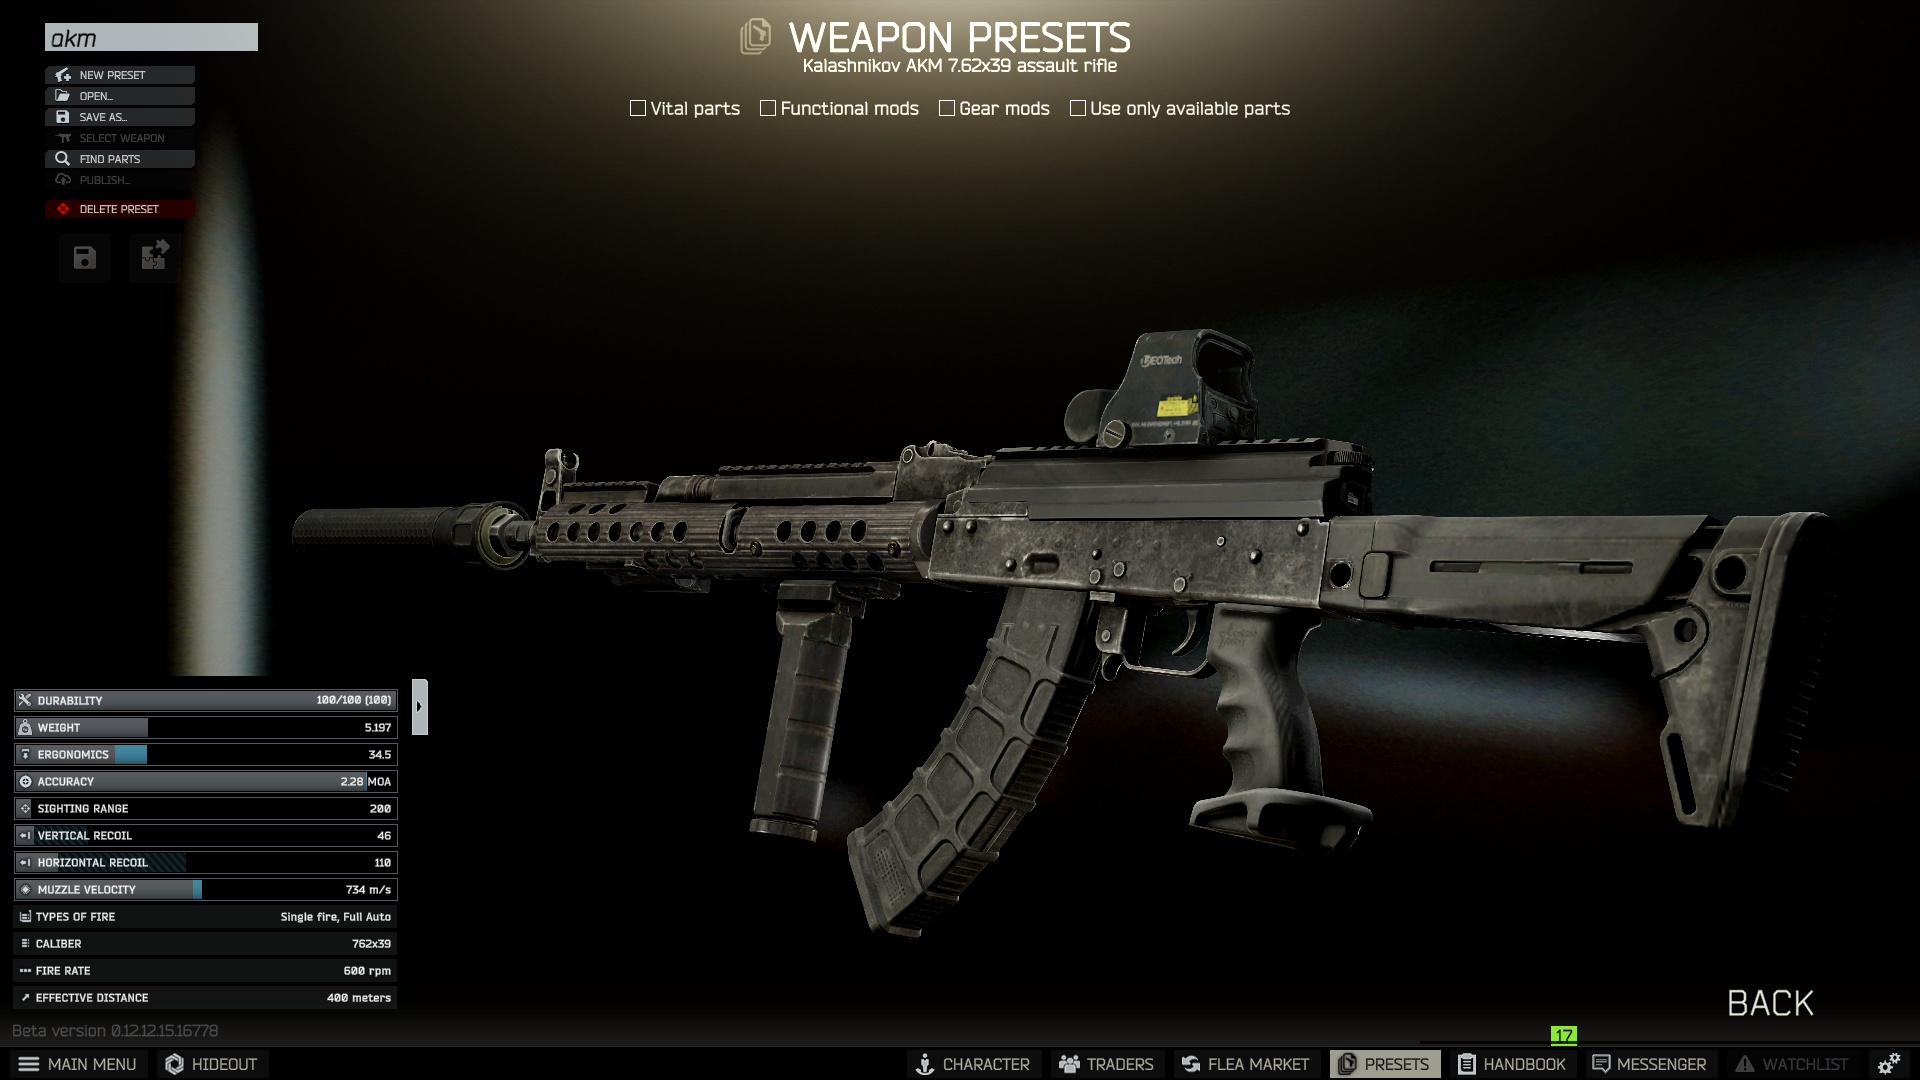 akm
WEAPON PRESETS
Kalashnikov AKM 7.62x39 assault rifle
Vital parts Functional mods Gear mods Use only available parts
NEW PRESET
OPEN...
SAVE AS...
SELECT WEAPON
FIND PARTS
PUBLISH...
DELETE PRESET
EOTech
DURABILITY 100/100 (100)
WEIGHT 5.197
ERGONOMICS 34.5
ACCURACY 2.28 MOA
SIGHTING RANGE 200
VERTICAL RECOIL 46
HORIZONTAL RECOIL 110
MUZZLE VELOCITY 734 m/s
TYPES OF FIRE Single fire, Full Auto
CALIBER 762x39
FIRE RATE 600 rpm
EFFECTIVE DISTANCE 400 meters
BACK
Beta version 0.12.12.15.16778
17
MAIN MENU HIDEOUT CHARACTER TRADERS FLEA MARKET PRESETS HANDBOOK MESSENGER WATCHLIST